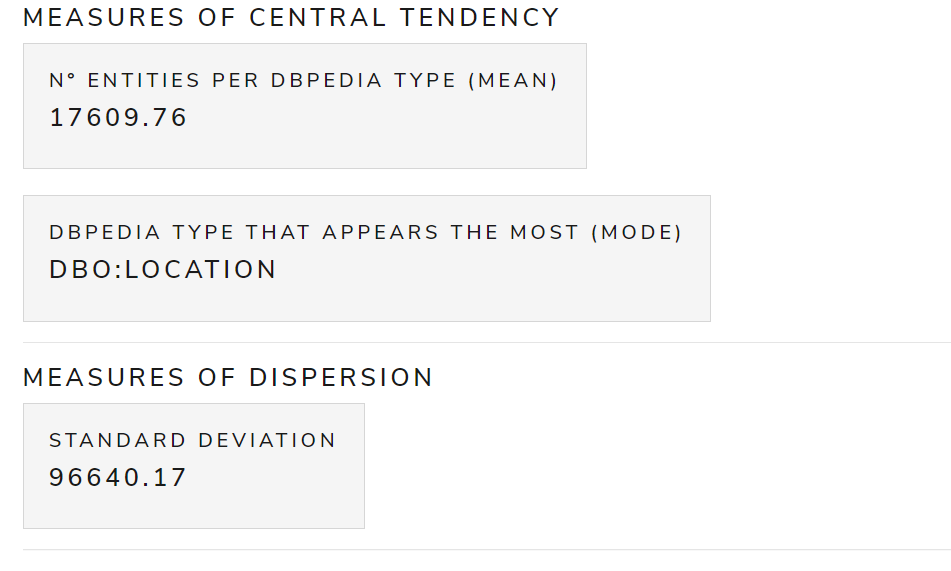 MEASURES OF CENTRAL TENDENCY
N° ENTITIES PER DBPEDIA TYPE (MEAN)
17609.76
DBPEDIA TYPE THAT APPEARS THE MOST (MODE)
DBO:LOCATION
MEASURES OF DISPERSION
STANDARD DEVIATION
96640.17